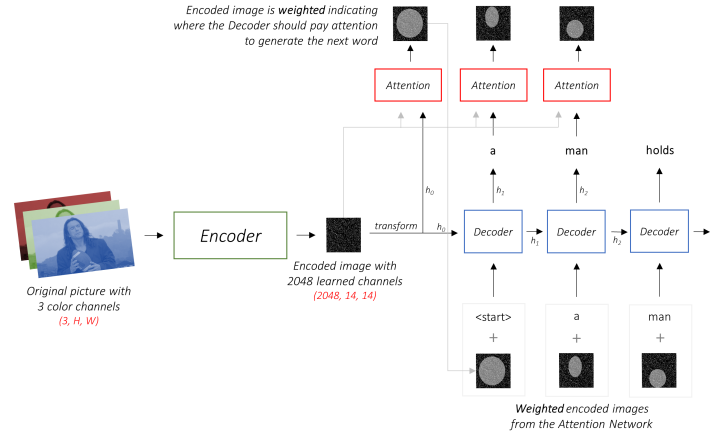 Encoded image is weighted indicating
where the Decoder should pay attention
to generate the next word
Attention
Attention
Attention
a
man
holds
h0
h1
h2
Encoder
transform
h0
Decoder
h1
Decoder
h2
Decoder
Original picture with
3 color channels
(3, H, W)
Encoded image with
2048 learned channels
(2048, 14, 14)
<start>
a
man
+
+
+
Weighted encoded images
from the Attention Network